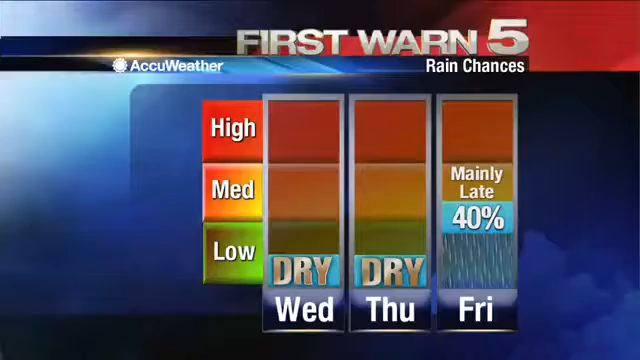 FIRST WARN 5
AccuWeather
Rain Chances
High
Med
Low
Mainly
Late
40%
DRY
DRY
Wed
Thu
Fri